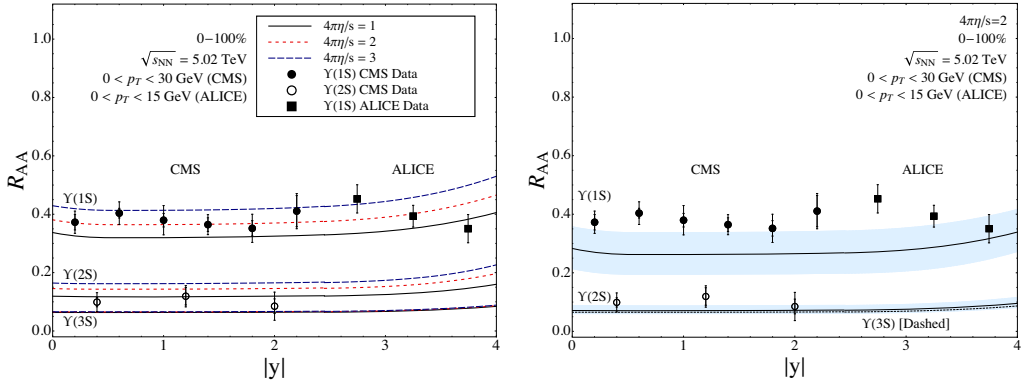 4πη/s = 1
4πη/s = 2
4πη/s = 3
ϒ(1S) CMS Data
ϒ(2S) CMS Data
ϒ(1S) ALICE Data
0-100%
√sNN = 5.02 TeV
0 < pT < 30 GeV (CMS)
0 < pT < 15 GeV (ALICE)
CMS
ALICE
ϒ(1S)
ϒ(2S)
ϒ(3S)
RAA
1.0
0.8
0.6
0.4
0.2
0.0
0 1 2 3 4
|y|
4πη/s=2
0-100%
√sNN = 5.02 TeV
0 < pT < 30 GeV (CMS)
0 < pT < 15 GeV (ALICE)
CMS
ALICE
ϒ(1S)
ϒ(2S)
ϒ(3S) [Dashed]
RAA
1.0
0.8
0.6
0.4
0.2
0.0
0 1 2 3 4
|y|